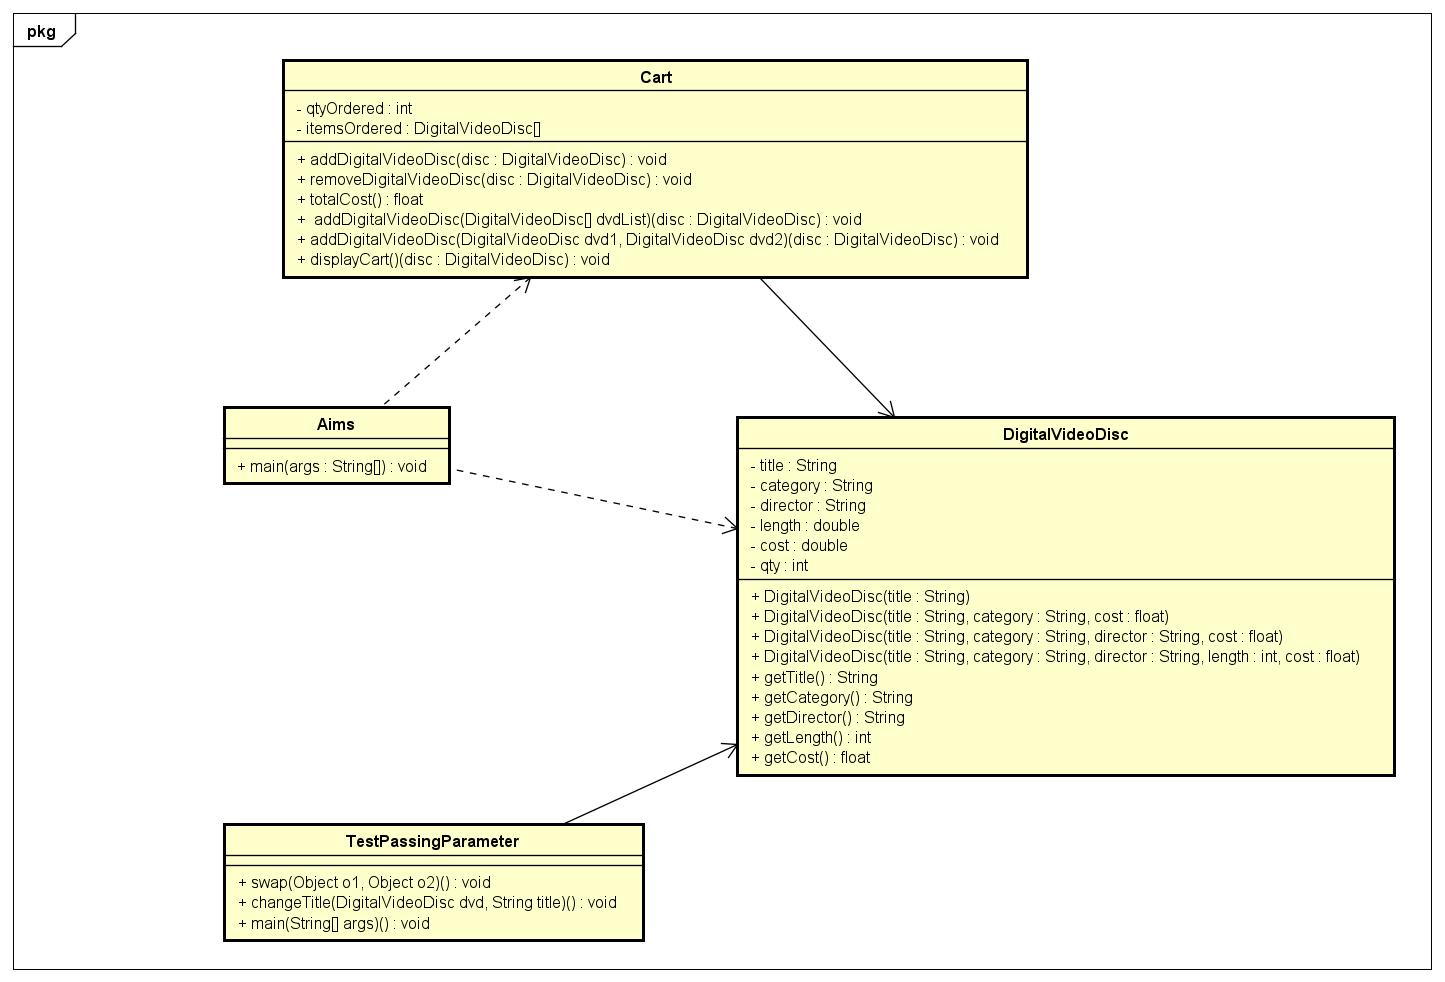 pkg
Cart
- qtyOrdered : int
- itemsOrdered : DigitalVideoDisc[]
+ addDigitalVideoDisc(disc : DigitalVideoDisc) : void
+ removeDigitalVideoDisc(disc : DigitalVideoDisc) : void
+ totalCost() : float
+  addDigitalVideoDisc(DigitalVideoDisc[] dvdList)(disc : DigitalVideoDisc) : void
+ addDigitalVideoDisc(DigitalVideoDisc dvd1, DigitalVideoDisc dvd2)(disc : DigitalVideoDisc) : void
+ displayCart()(disc : DigitalVideoDisc) : void
Aims
+ main(args : String[]) : void
DigitalVideoDisc
- title : String
- category : String
- director : String
- length : double
- cost : double
- qty : int
+ DigitalVideoDisc(title : String)
+ DigitalVideoDisc(title : String, category : String, cost : float)
+ DigitalVideoDisc(title : String, category : String, director : String, cost : float)
+ DigitalVideoDisc(title : String, category : String, director : String, length : int, cost : float)
+ getTitle() : String
+ getCategory() : String
+ getDirector() : String
+ getLength() : int
+ getCost() : float
TestPassingParameter
+ swap(Object o1, Object o2)() : void
+ changeTitle(DigitalVideoDisc dvd, String title)() : void
+ main(String[] args)() : void